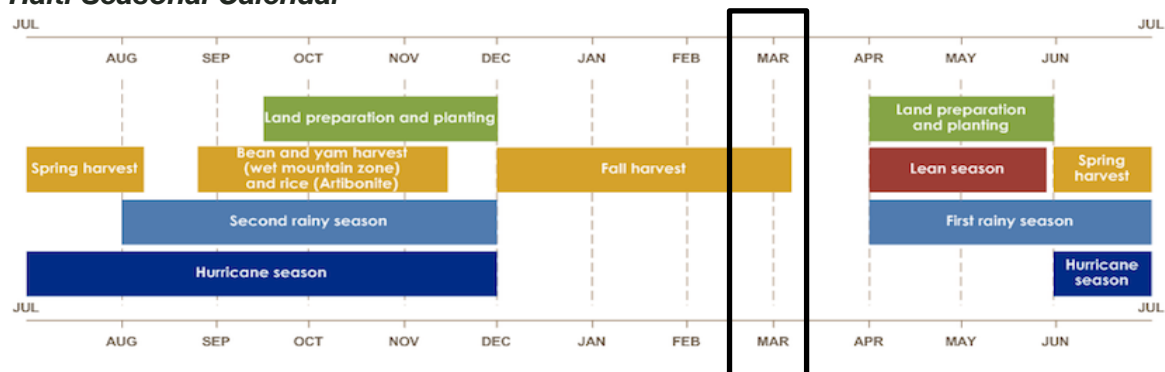 Haiti Seasonal Calendar
JUL JUL
AUG SEP OCT NOV DEC JAN FEB MAR APR MAY JUN
Land preparation and planting
Land preparation
and planting
Spring harvest
Bean and yam harvest
(wet mountain zone)
and rice (Artibonite)
Fall harvest
Lean season
Spring
harvest
Second rainy season
First rainy season
Hurricane season
Hurricane
season
JUL JUL
AUG SEP OCT NOV DEC JAN FEB MAR APR MAY JUN